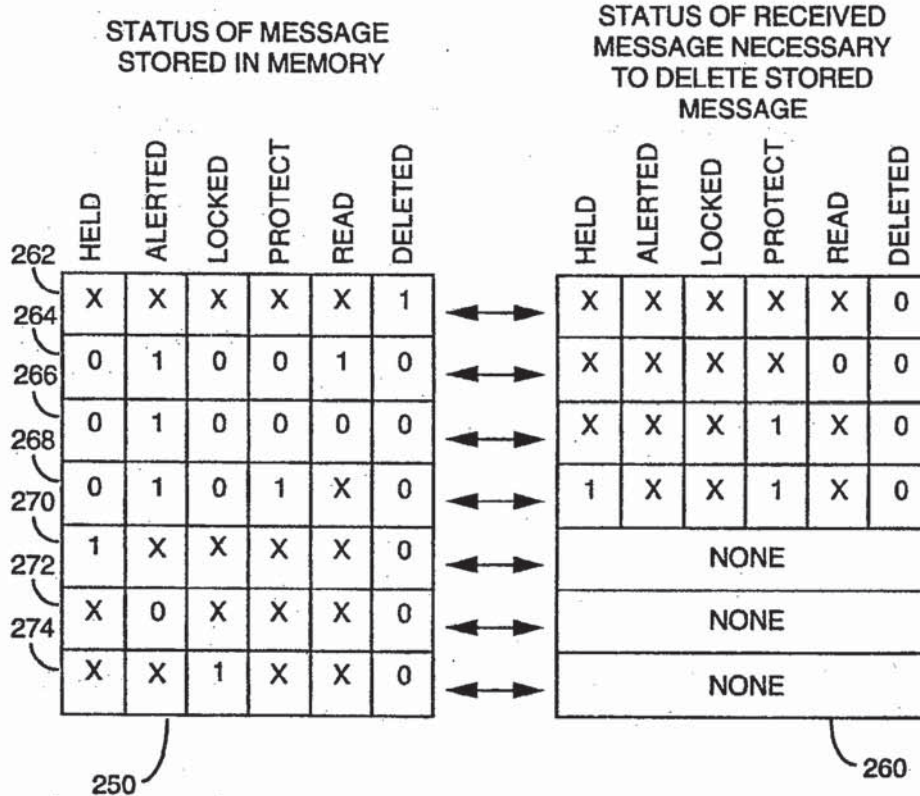 STATUS OF MESSAGE
STORED IN MEMORY
STATUS OF RECEIVED
MESSAGE NECESSARY
TO DELETE STORED
MESSAGE
HELD ALERTED LOCKED PROTECT READ DELETED
HELD ALERTED LOCKED PROTECT READ DELETED
262
X X X X X 1
X X X X X 0
264
0 1 0 0 1 0
X X X X 0 0
266
0 1 0 0 0 0
X X X 1 X 0
268
0 1 0 1 X 0
1 X X 1 X 0
270
1 X X X X 0
NONE
272
X 0 X X X 0
NONE
274
X X 1 X X 0
NONE
250
260